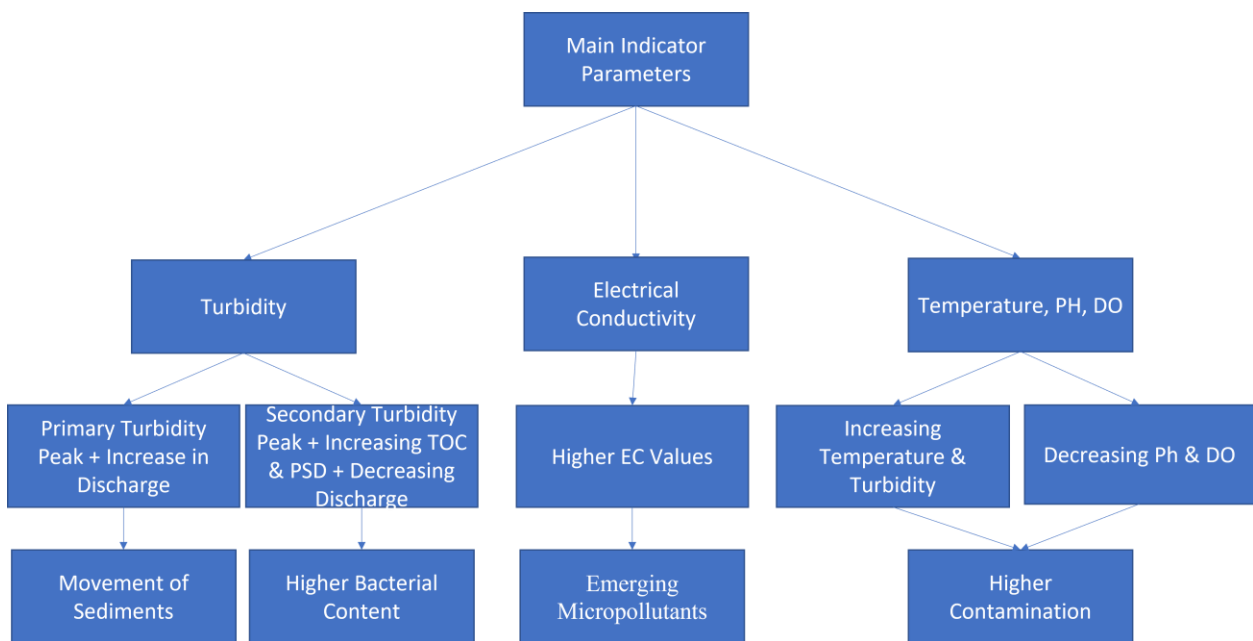 Main Indicator
Parameters
Turbidity
Electrical
Conductivity
Temperature, PH, DO
Primary Turbidity
Peak + Increase in
Discharge
Secondary Turbidity
Peak + Increasing TOC
& PSD + Decreasing
Discharge
Higher EC Values
Increasing
Temperature &
Turbidity
Decreasing Ph & DO
Movement of
Sediments
Higher Bacterial
Content
Emerging
Micropollutants
Higher
Contamination